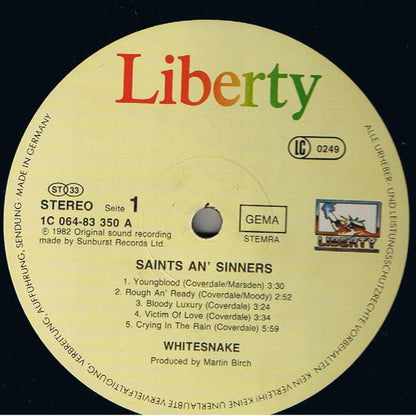 Liberty
LC 0249
ST 33
STEREO Seite 1
1C 064-83 350 A
℗ 1982 Original sound recording
made by Sunburst Records Ltd.
GEMA
STEMRA
LIBERTY
SAINTS AN' SINNERS
1. Youngblood (Coverdale/Marsden) 3:30
2. Rough An' Ready (Coverdale/Moody) 2:52
3. Bloody Luxury (Coverdale) 3:24
4. Victim Of Love (Coverdale) 3:34
5. Crying In The Rain (Coverdale) 5:59
WHITESNAKE
Produced by Martin Birch
ALLE URHEBER- UND LEISTUNGSSCHUTZRECHTE VORBEHALTEN. KEIN VERLEIH! KEINE UNERLAUBTE VERVIELFÄLTIGUNG, VERMIETUNG, AUFFÜHRUNG, SENDUNG · MADE IN GERMANY